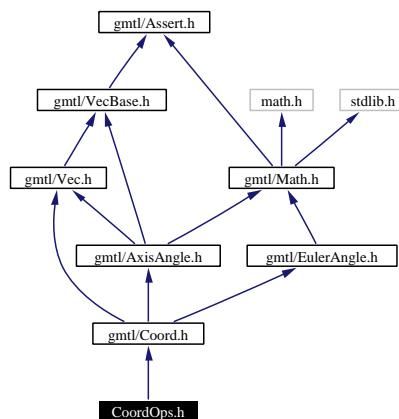 gmtl/Assert.h
gmtl/VecBase.h
math.h
stdlib.h
gmtl/Vec.h
gmtl/Math.h
gmtl/AxisAngle.h
gmtl/EulerAngle.h
gmtl/Coord.h
CoordOps.h